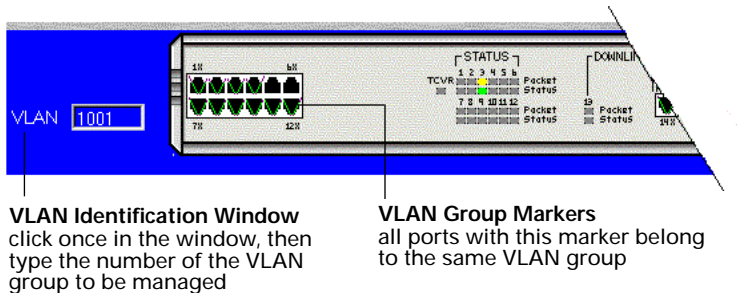 STATUS
DOWNLIN
1X 6X
1 2 3 4 5 6
TCVR Packet
Status
7 8 9 10 11 12
13
Packet Packet
Status Status
7X 12X
14X
VLAN 1001
VLAN Identification Window
click once in the window, then
type the number of the VLAN
group to be managed
VLAN Group Markers
all ports with this marker belong
to the same VLAN group